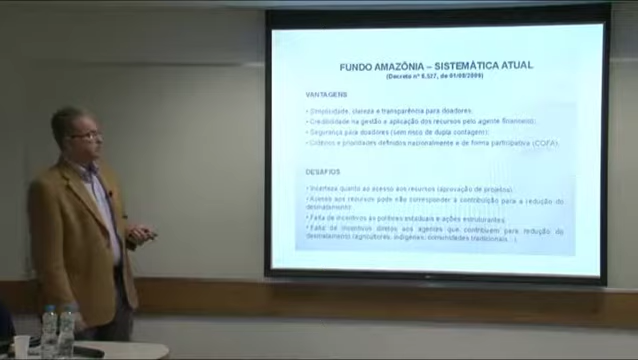 FUNDO AMAZÔNIA – SISTEMÁTICA ATUAL
(Decreto nº 6.527, de 01/08/2008)
VANTAGENS
• Simplicidade, clareza e transparência para doadores;
• Credibilidade na gestão e aplicação dos recursos pelo agente financeiro;
• Segurança para doadores (sem risco de dupla contagem);
• Critérios e prioridades definidos nacionalmente e de forma participativa (COFA).
DESAFIOS
• Incerteza quanto ao acesso aos recursos (aprovação de projetos);
• Acesso aos recursos pode não corresponder à contribuição para a redução do
desmatamento;
• Falta de incentivos às políticas estaduais e ações estruturantes;
• Falta de incentivos diretos aos agentes que contribuem para redução do
desmatamento (agricultores, indígenas, comunidades tradicionais...)